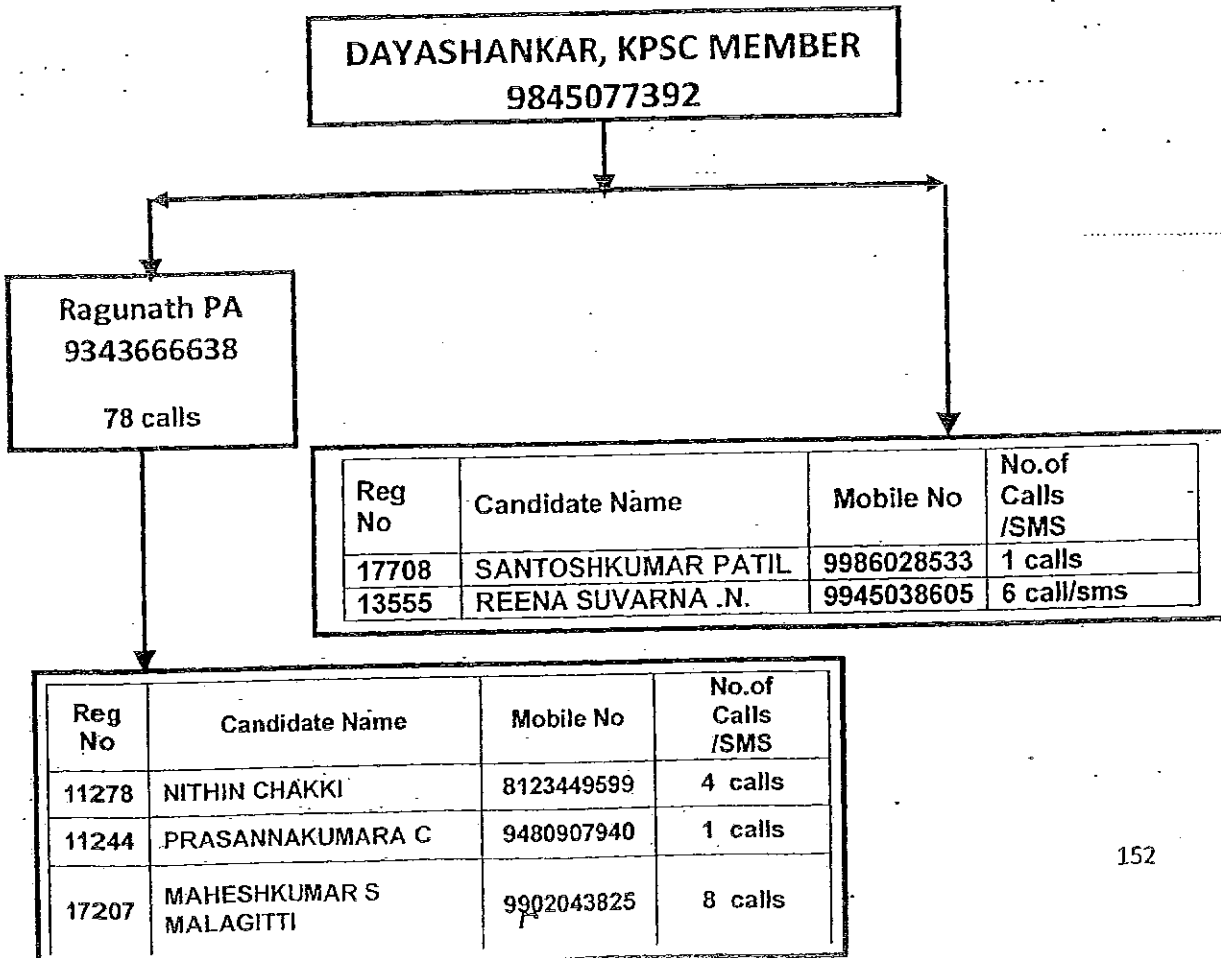 DAYASHANKAR, KPSC MEMBER
9845077392
Ragunath PA
9343666638
78 calls
Reg No Candidate Name Mobile No No.of Calls /SMS
17708 SANTOSHKUMAR PATIL 9986028533 1 calls
13555 REENA SUVARNA .N. 9945038605 6 call/sms
Reg No Candidate Name Mobile No No.of Calls /SMS
11278 NITHIN CHAKKI 8123449599 4 calls
11244 PRASANNAKUMARA C 9480907940 1 calls
17207 MAHESHKUMAR S MALAGITTI 9902043825 8 calls
152